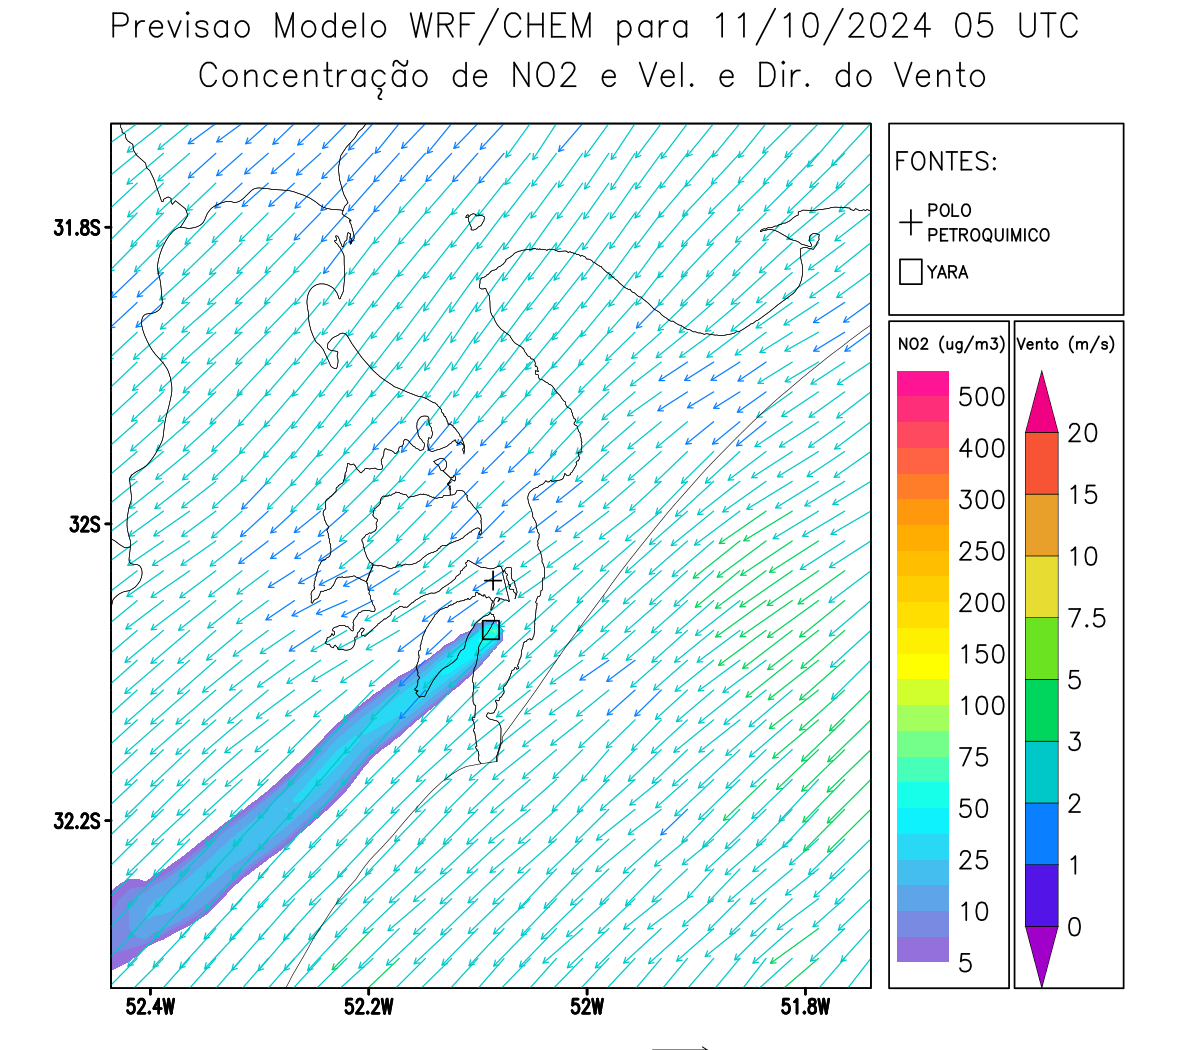 Previsao Modelo WRF/CHEM para 11/10/2024 05 UTC
Concentração de NO2 e Vel. e Dir. do Vento
FONTES:
POLO
PETROQUIMICO
YARA
NO2 (ug/m3)
500
400
300
250
200
150
100
75
50
25
10
5
Vento (m/s)
20
15
10
7.5
5
3
2
1
0
31.8S
32S
32.2S
52.4W
52.2W
52W
51.8W